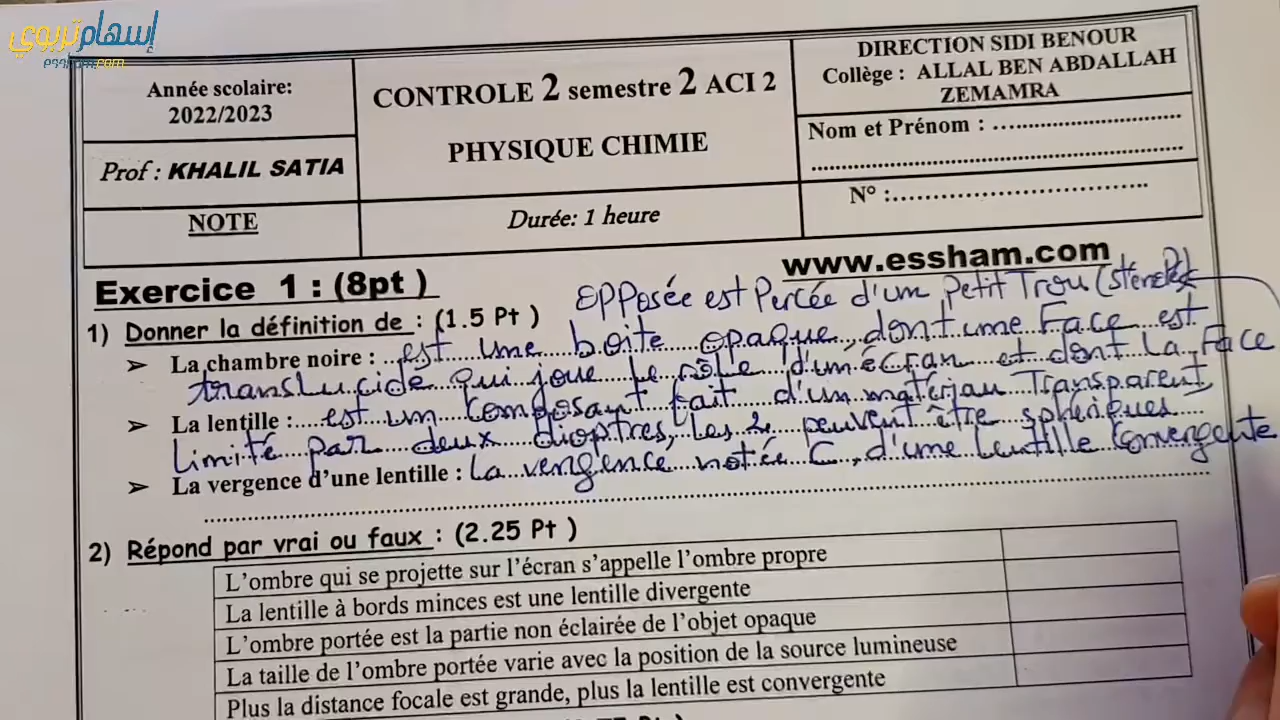 إسهام تربوي
essham.com
Année scolaire:
2022/2023
Prof : KHALIL SATIA
NOTE
CONTROLE 2 semestre 2 ACI 2
PHYSIQUE CHIMIE
Durée: 1 heure
DIRECTION SIDI BENOUR
Collège : ALLAL BEN ABDALLAH
ZEMAMRA
Nom et Prénom : ................................
................................................................
N° :.....................................
Exercice 1 : (8pt )
www.essham.com
opposée est percée d'un petit Trou (sténopé)
1) Donner la définition de : (1.5 Pt )
➢ La chambre noire : est une boite opaque, dont une Face est
translucide qui joue le rôle d'un écran et dont la Face
➢ La lentille : est un composant fait d'un matériau Transparent
Limité par deux dioptres, Les 2 peuvent être sphériques
➢ La vergence d'une lentille : La vengence notée C, d'une lentille Convergente
2) Répond par vrai ou faux : (2.25 Pt )
L'ombre qui se projette sur l'écran s'appelle l'ombre propre
La lentille à bords minces est une lentille divergente
L'ombre portée est la partie non éclairée de l'objet opaque
La taille de l'ombre portée varie avec la position de la source lumineuse
Plus la distance focale est grande, plus la lentille est convergente